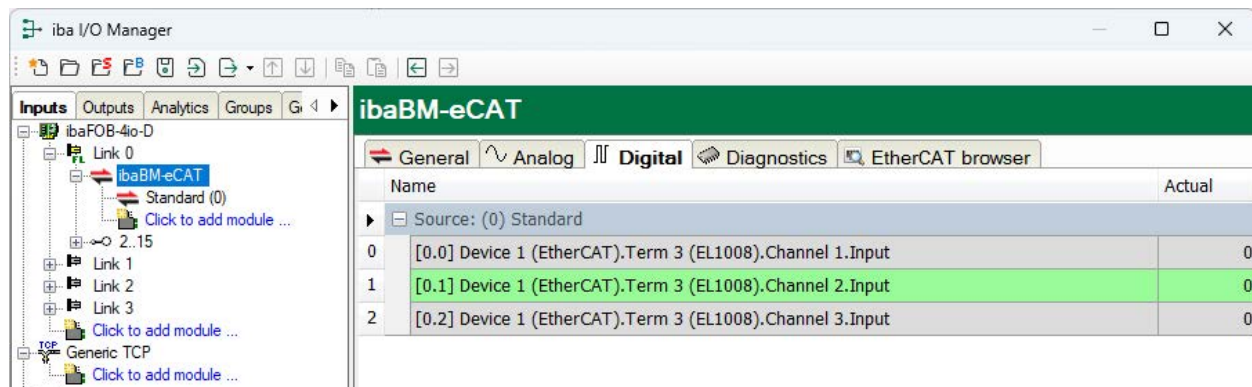 iba I/O Manager
Inputs Outputs Analytics Groups
ibaFOB-4io-D
FL Link 0
ibaBM-eCAT
Standard (0)
Click to add module ...
2..15
Link 1
Link 2
Link 3
Click to add module ...
TCP Generic TCP
Click to add module ...
ibaBM-eCAT
General Analog Digital Diagnostics EtherCAT browser
Name Actual
Source: (0) Standard
0 [0.0] Device 1 (EtherCAT).Term 3 (EL1008).Channel 1.Input 0
1 [0.1] Device 1 (EtherCAT).Term 3 (EL1008).Channel 2.Input 0
2 [0.2] Device 1 (EtherCAT).Term 3 (EL1008).Channel 3.Input 0